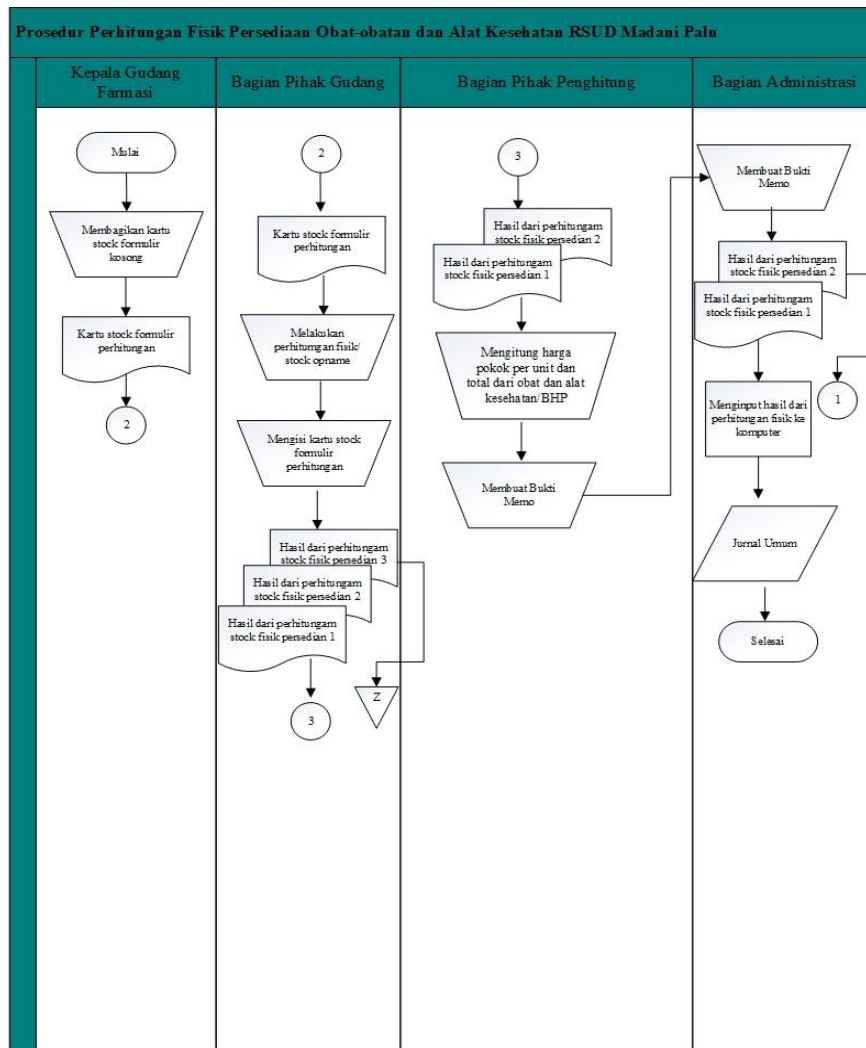 Prosedur Perhitungan Fisik Persediaan Obat-obatan dan Alat Kesehatan RSUD Madani Palu
Kepala Gudang
Farmasi
Bagian Pihak Gudang
Bagian Pihak Penghitung
Bagian Administrasi
Mulai
Membagikan kartu
stock formulir
kosong
Kartu stock formulir
perhitungan
2
2
Kartu stock formulir
perhitungan
Melakukan
perhitumgan fisik/
stock opname
Mengisi kartu stock
formulir
perhitungan
Hasil dari perhitungam
stock fisik persedian 3
Hasil dari perhitungam
stock fisik persedian 2
Hasil dari perhitungam
stock fisik persedian 1
3
Z
3
Hasil dari perhitungam
stock fisik persedian 2
Hasil dari perhitungam
stock fisik persedian 1
Mengitung harga
pokok per unit dan
total dari obat dan alat
kesehatan/BHP
Membuat Bukti
Memo
Membuat Bukti
Memo
Hasil dari perhitungam
stock fisik persedian 2
Hasil dari perhitungam
stock fisik persedian 1
1
Menginput hasil dari
perhitungan fisik ke
komputer
Jurnal Umum
Selesai